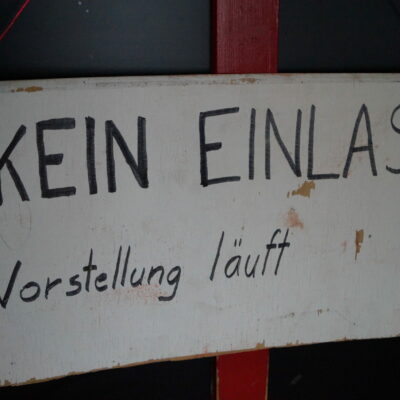 KEIN EINLAS
Vorstellung läuft